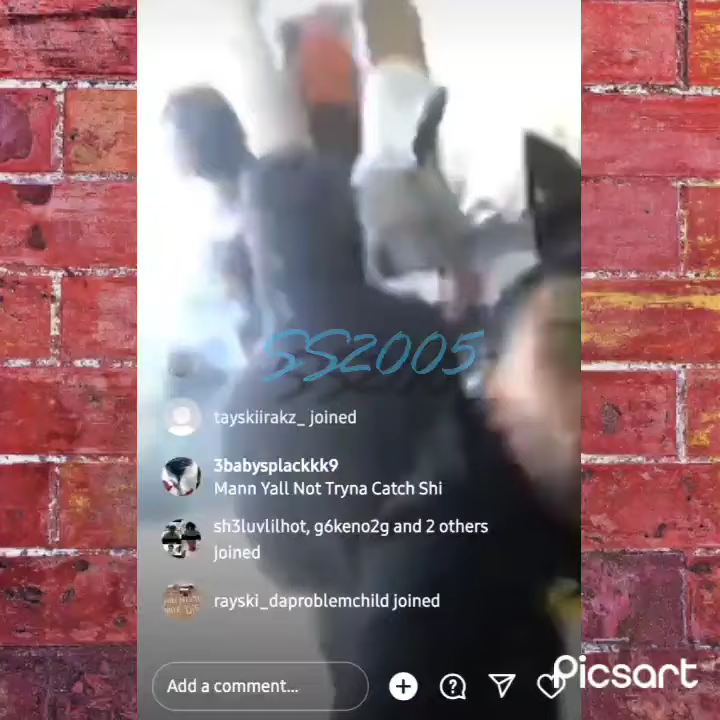 SS2005
tayskiirakz_ joined
3babysplackkk9
Mann Yall Not Tryna Catch Shi
sh3luvlilhot, g6keno2g and 2 others
joined
rayski_daproblemchild joined
Add a comment...
Picsart